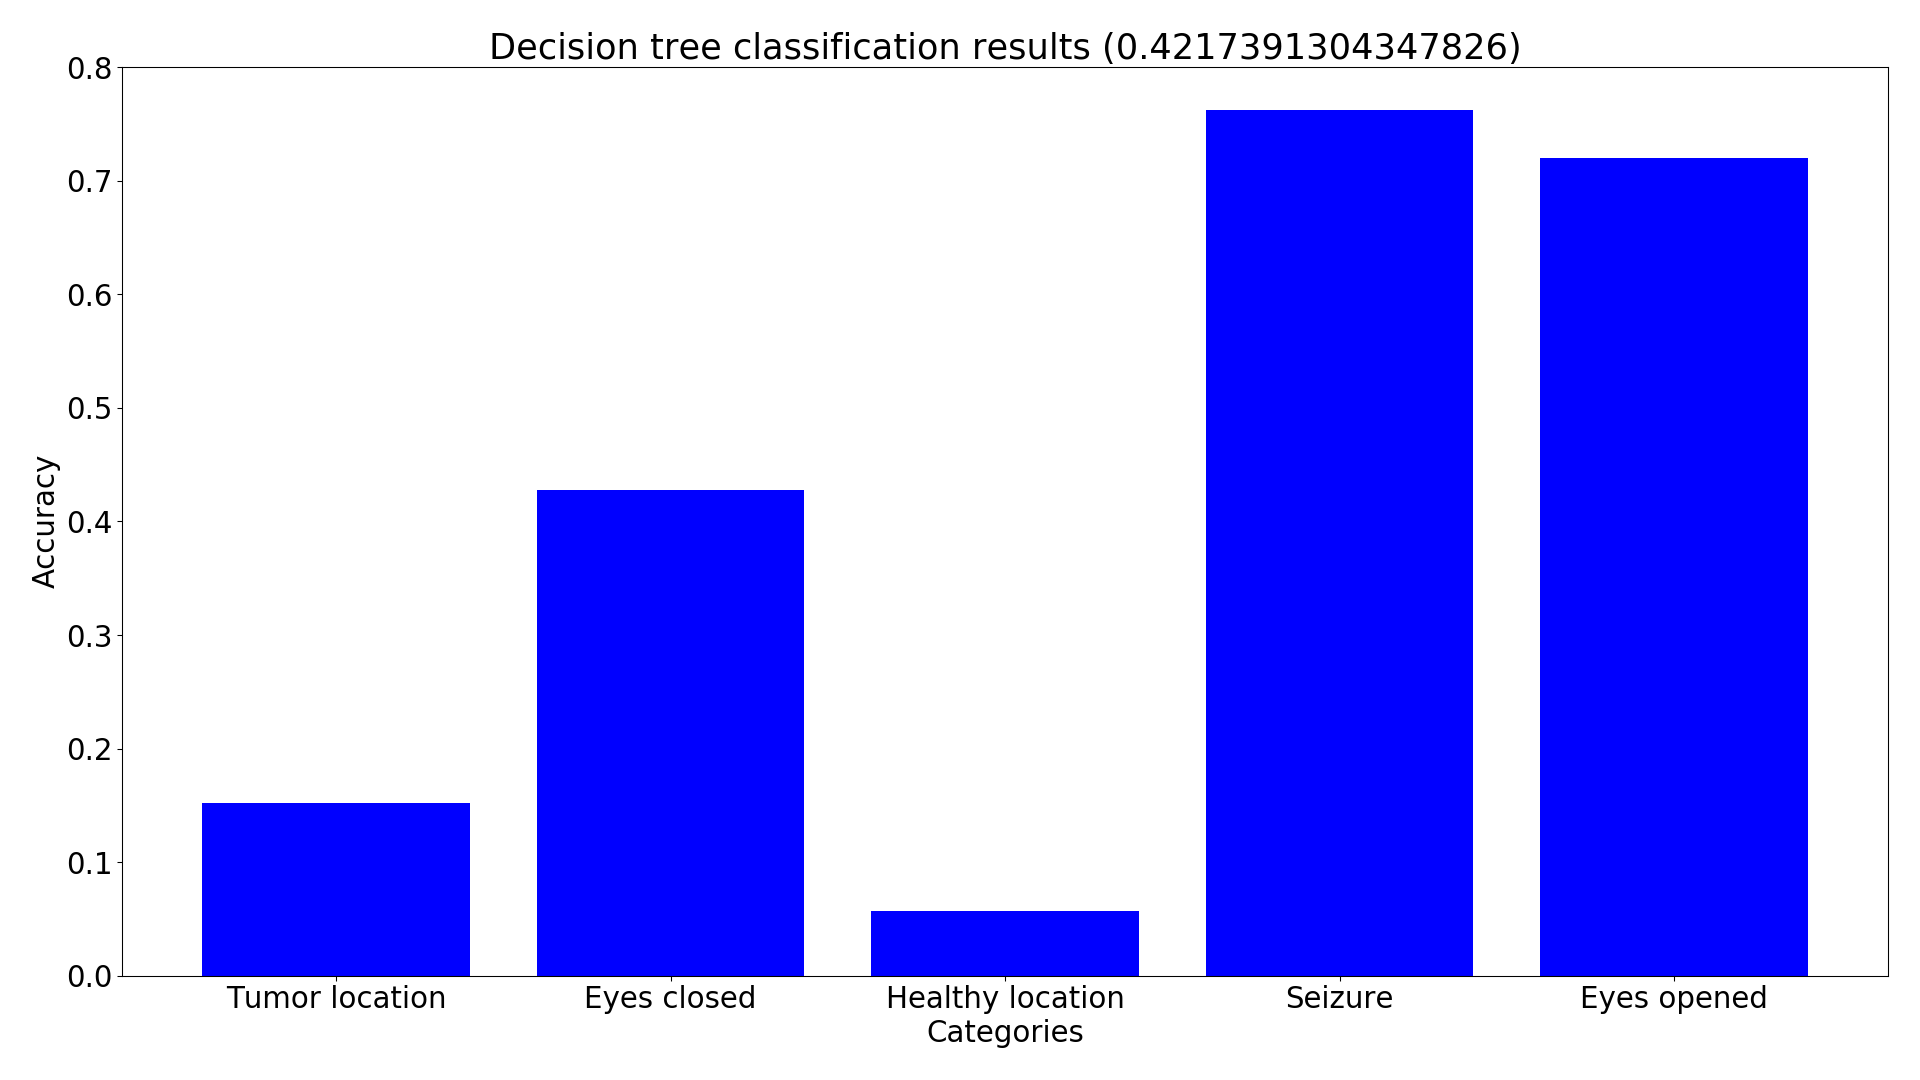 Decision tree classification results (0.4217391304347826)
0.8
0.7
0.6
0.5
0.4
0.3
0.2
0.1
0.0
Accuracy
Tumor location Eyes closed Healthy location Seizure Eyes opened
Categories